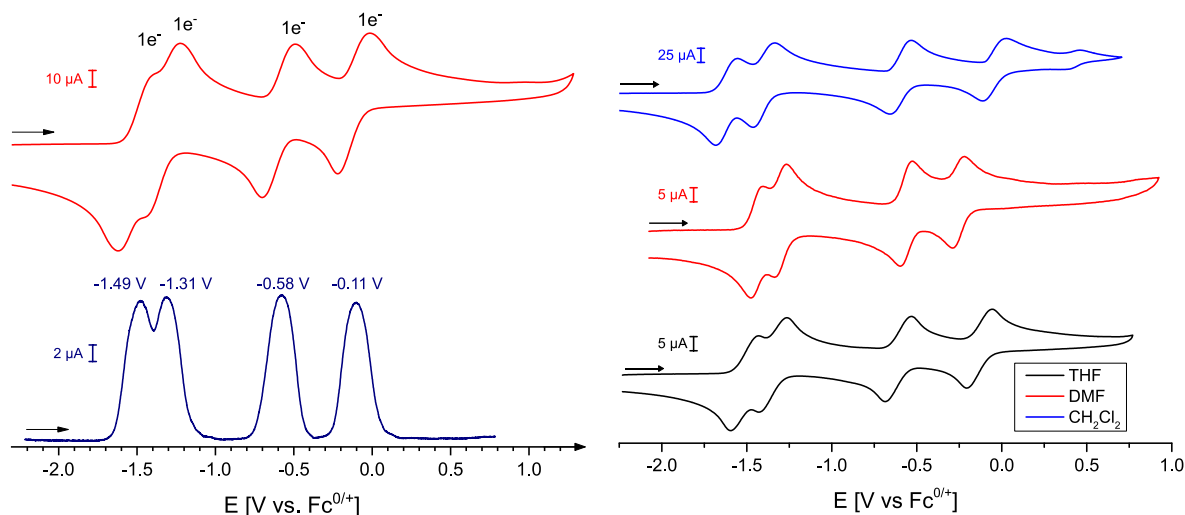 1e⁻ 1e⁻ 1e⁻ 1e⁻
10 µA
-1.49 V -1.31 V -0.58 V -0.11 V
2 µA
-2.0 -1.5 -1.0 -0.5 0.0 0.5 1.0
E [V vs. Fc⁰ᐟ⁺]
25 µA
5 µA
5 µA
THF
DMF
CH₂Cl₂
-2.0 -1.5 -1.0 -0.5 0.0 0.5 1.0
E [V vs Fc⁰ᐟ⁺]